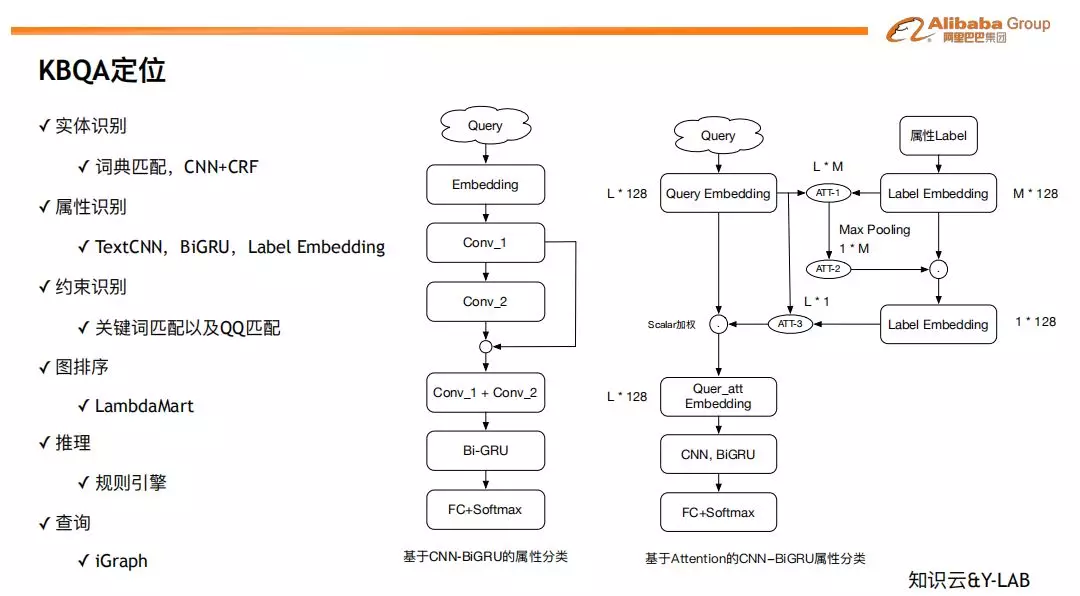 Alibaba Group
阿里巴巴集团
KBQA定位
✓ 实体识别
✓ 词典匹配，CNN+CRF
✓ 属性识别
✓ TextCNN，BiGRU，Label Embedding
✓ 约束识别
✓ 关键词匹配以及QQ匹配
✓ 图排序
✓ LambdaMart
✓ 推理
✓ 规则引擎
✓ 查询
✓ iGraph
Query
Embedding
Conv_1
Conv_2
Conv_1 + Conv_2
Bi-GRU
FC+Softmax
基于CNN-BiGRU的属性分类
Query
属性Label
L * M
L * 128
Query Embedding
ATT-1
Label Embedding
M * 128
Max Pooling
1 * M
ATT-2
.
L * 1
Scalar加权
.
ATT-3
Label Embedding
1 * 128
L * 128
Quer_att
Embedding
CNN, BiGRU
FC+Softmax
基于Attention的CNN-BiGRU属性分类
知识云&Y-LAB